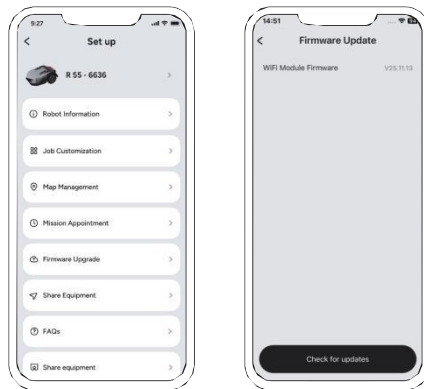 9:27
Set up
R 55 - 6636
Robot Information
Job Customization
Map Management
Mission Appointment
Firmware Upgrade
Share Equipment
FAQs
Share equipment
14:51
Firmware Update
WiFi Module Firmware V25.11.13
Check for updates